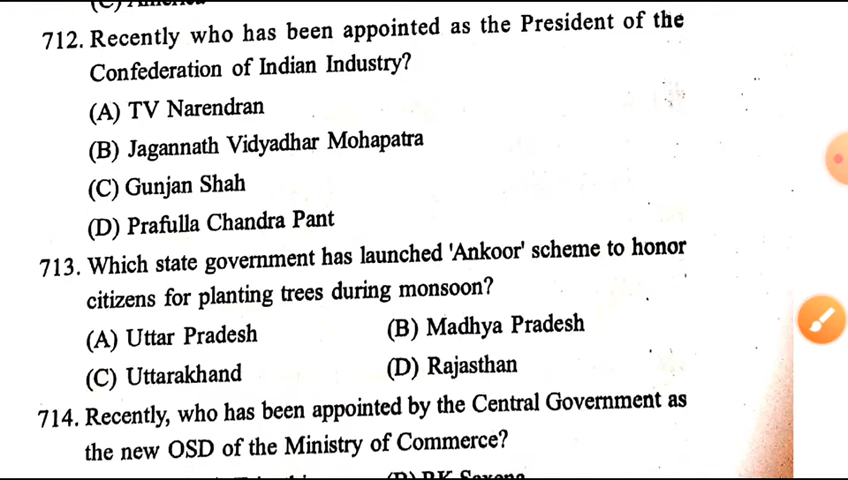 712. Recently who has been appointed as the President of the
Confederation of Indian Industry?
(A) TV Narendran
(B) Jagannath Vidyadhar Mohapatra
(C) Gunjan Shah
(D) Prafulla Chandra Pant
713. Which state government has launched 'Ankoor' scheme to honor
citizens for planting trees during monsoon?
(A) Uttar Pradesh (B) Madhya Pradesh
(C) Uttarakhand (D) Rajasthan
714. Recently, who has been appointed by the Central Government as
the new OSD of the Ministry of Commerce?